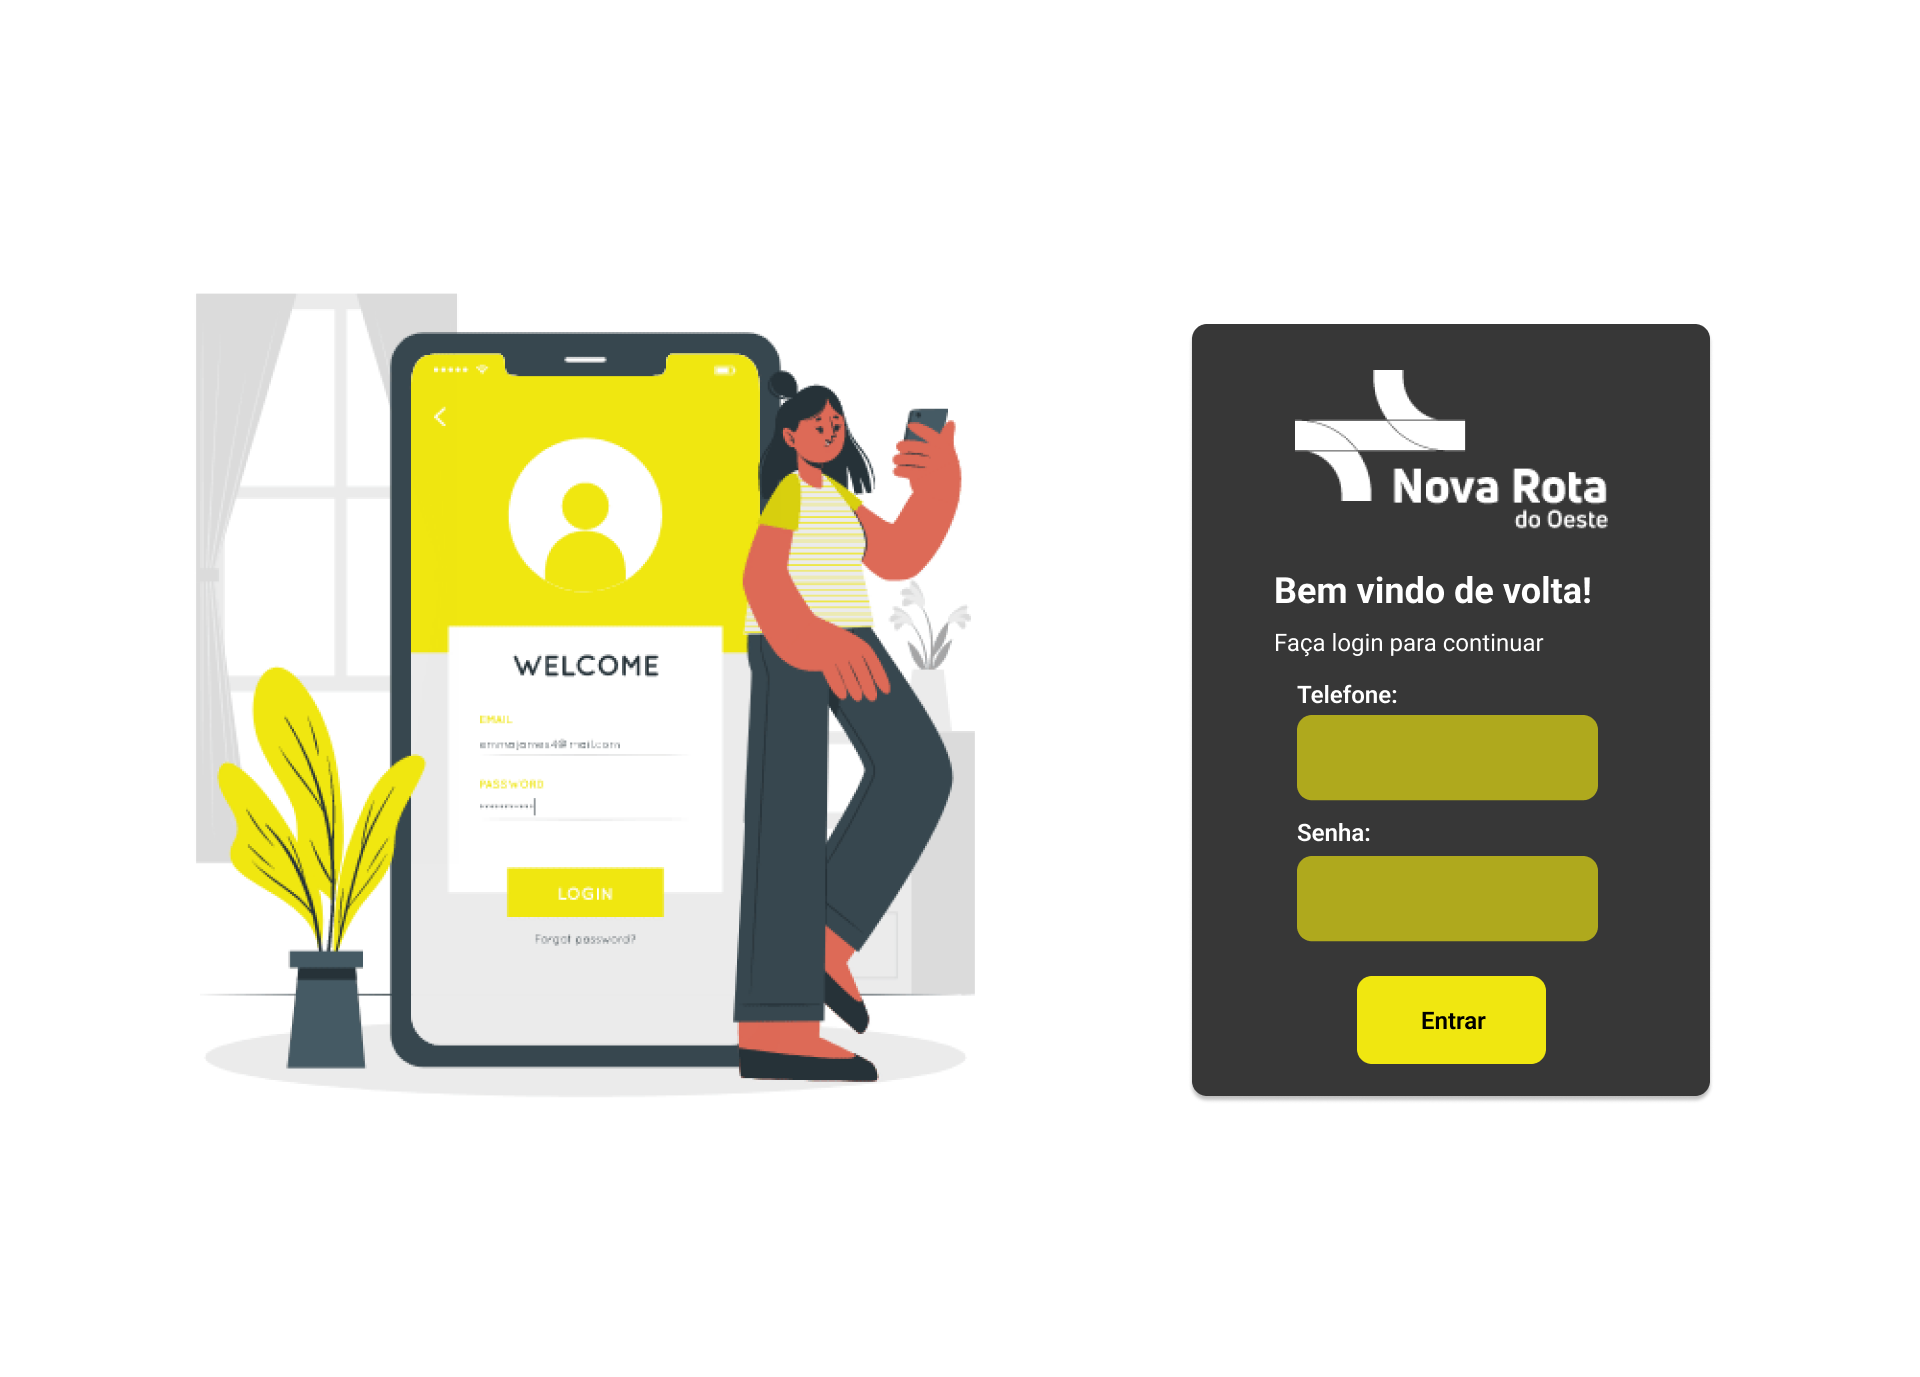 WELCOME
EMAIL
emmajames4@mail.com
PASSWORD
LOGIN
Forgot password?
Nova Rota
do Oeste
Bem vindo de volta!
Faça login para continuar
Telefone:
Senha:
Entrar